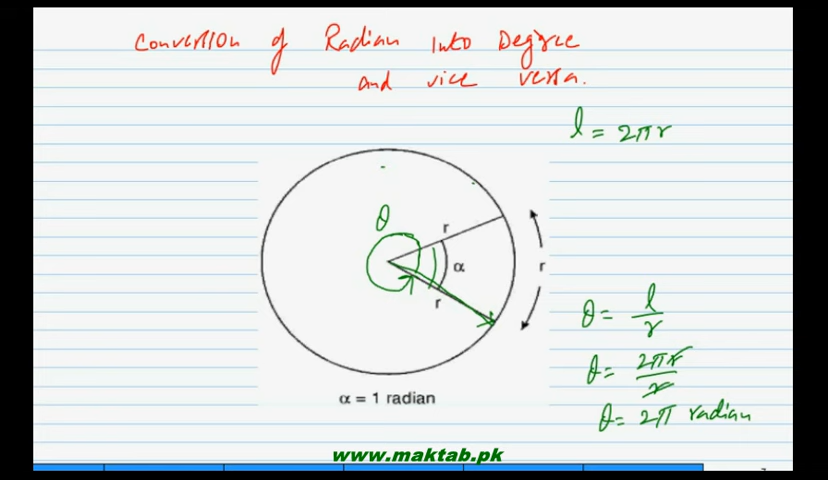 Conversion of Radian into Degree
and vice versa.
l = 2πr
θ
r
α
r
r
θ = l/r
θ = 2πr/r
θ = 2π radian
α = 1 radian
www.maktab.pk